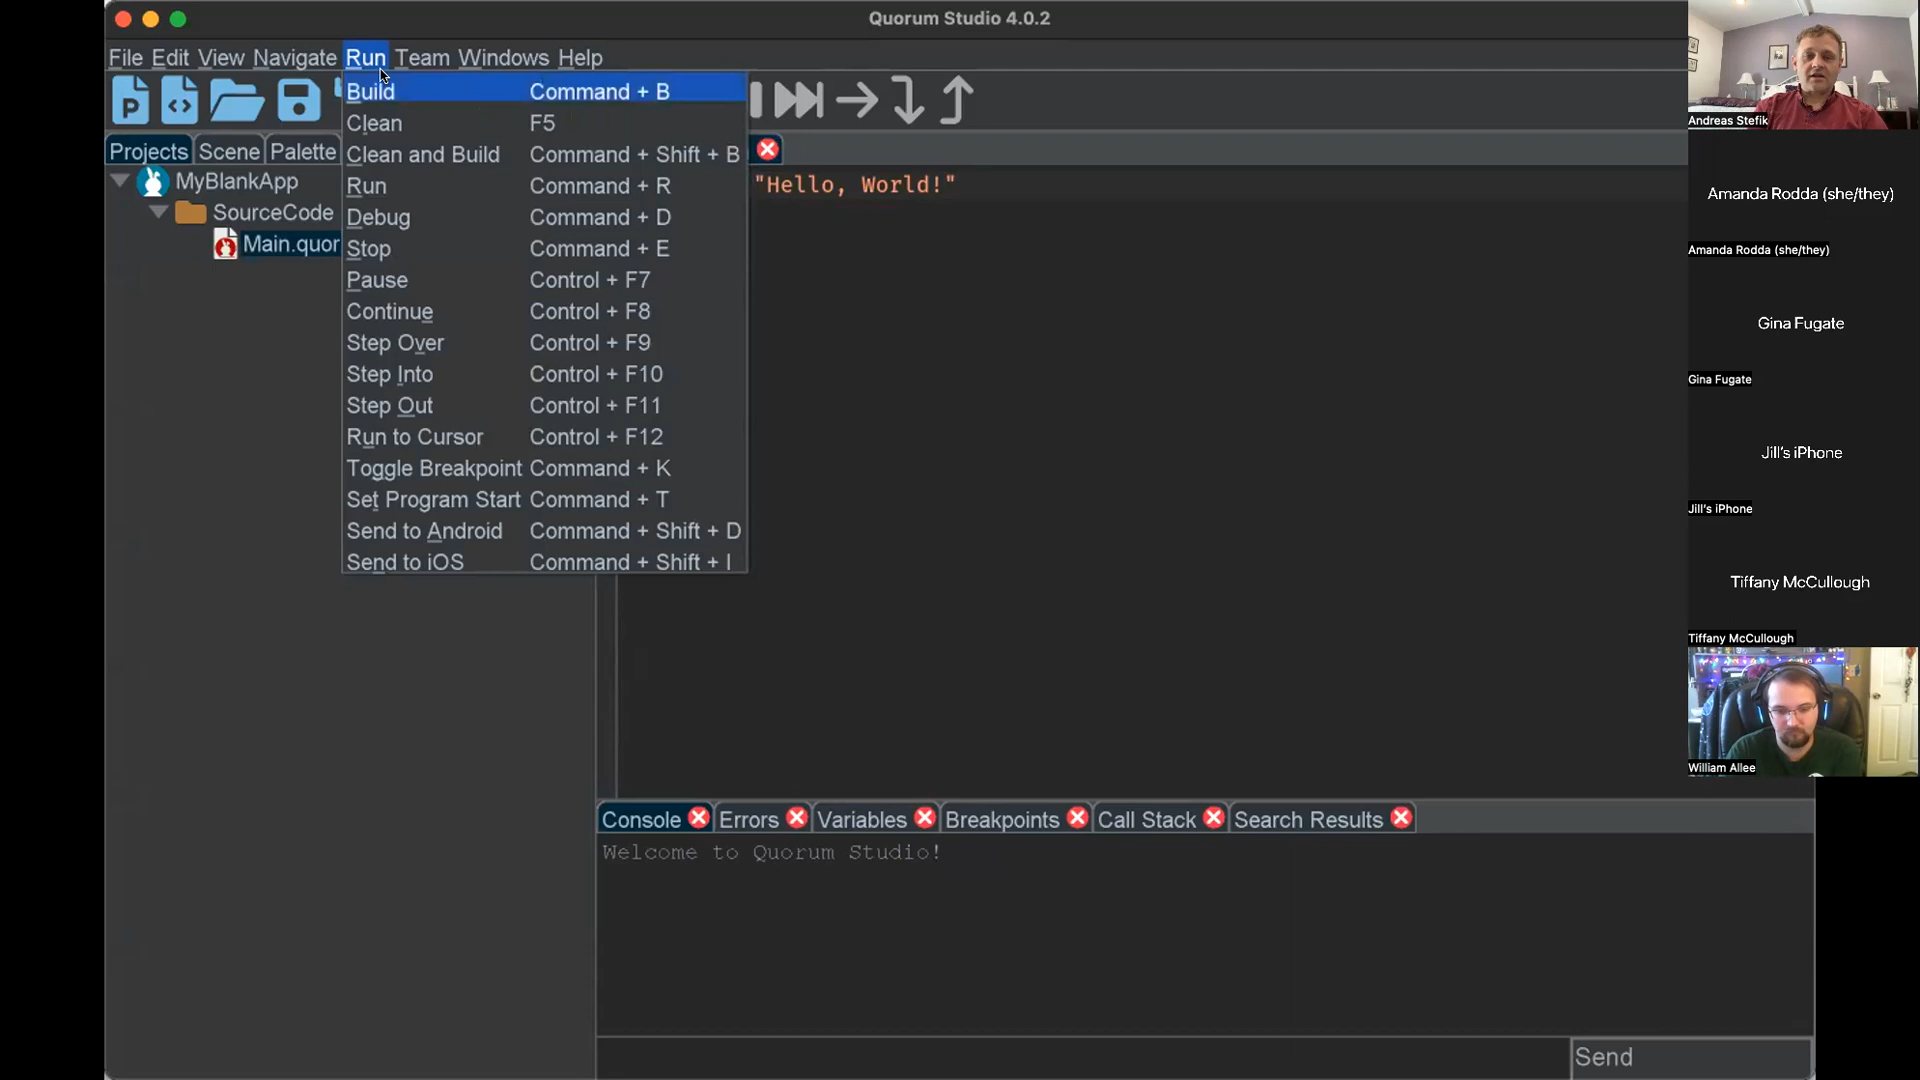 Quorum Studio 4.0.2
File Edit View Navigate Run Team Windows Help
Build Command + B
Clean F5
Clean and Build Command + Shift + B
Run Command + R
Debug Command + D
Stop Command + E
Pause Control + F7
Continue Control + F8
Step Over Control + F9
Step Into Control + F10
Step Out Control + F11
Run to Cursor Control + F12
Toggle Breakpoint Command + K
Set Program Start Command + T
Send to Android Command + Shift + D
Send to iOS Command + Shift + I
Projects Scene Palette
MyBlankApp
SourceCode
Main.quor
"Hello, World!"
Console Errors Variables Breakpoints Call Stack Search Results
Welcome to Quorum Studio!
Send
Andreas Stefik
Amanda Rodda (she/they)
Amanda Rodda (she/they)
Gina Fugate
Gina Fugate
Jill's iPhone
Jill's iPhone
Tiffany McCullough
Tiffany McCullough
William Allee